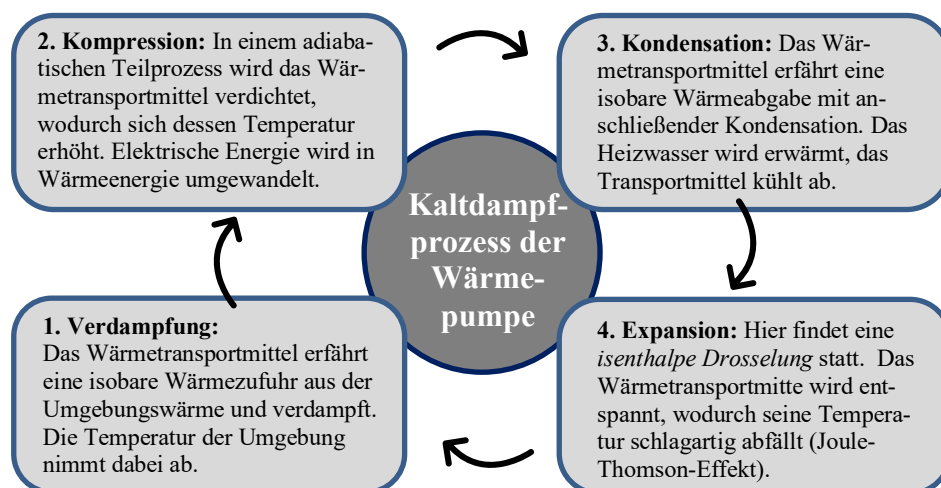 2. Kompression: In einem adiaba-
tischen Teilprozess wird das Wär-
metransportmittel verdichtet,
wodurch sich dessen Temperatur
erhöht. Elektrische Energie wird in
Wärmeenergie umgewandelt.
3. Kondensation: Das Wär-
metransportmittel erfährt eine
isobare Wärmeabgabe mit an-
schließender Kondensation. Das
Heizwasser wird erwärmt, das
Transportmittel kühlt ab.
Kaltdampf-
prozess der
Wärme-
pumpe
1. Verdampfung:
Das Wärmetransportmittel erfährt
eine isobare Wärmezufuhr aus der
Umgebungswärme und verdampft.
Die Temperatur der Umgebung
nimmt dabei ab.
4. Expansion: Hier findet eine
isenthalpe Drosselung statt. Das
Wärmetransportmitte wird ent-
spannt, wodurch seine Tempera-
tur schlagartig abfällt (Joule-
Thomson-Effekt).